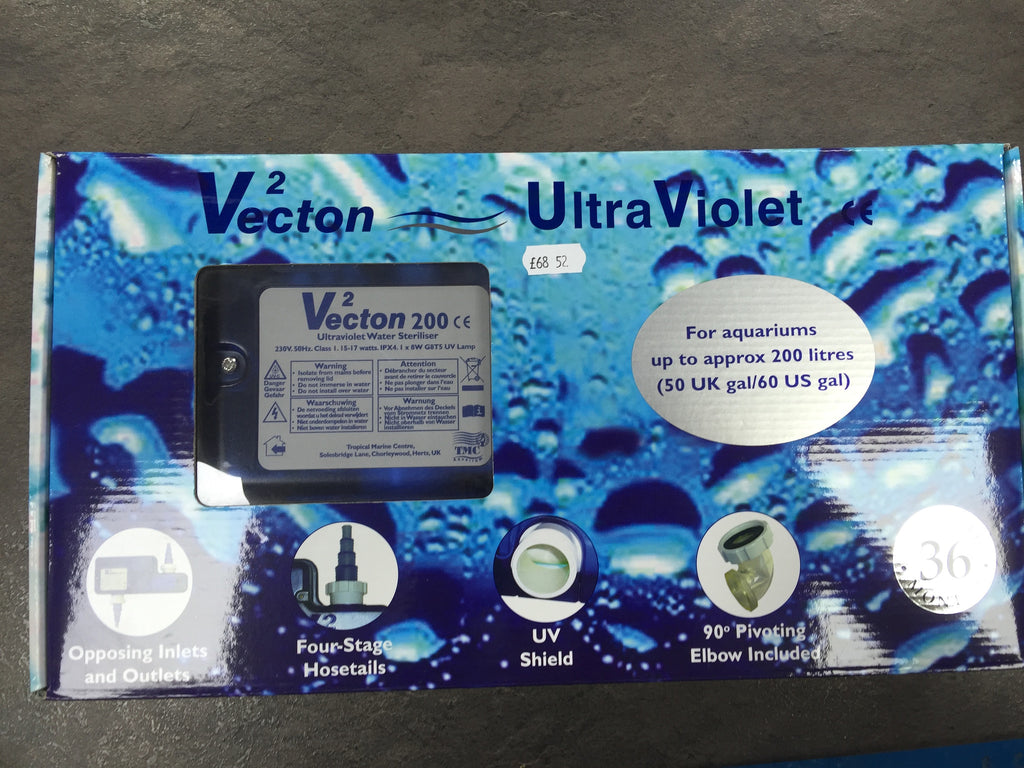 V² ecton
UltraViolet CE
£68 52
V² ecton 200 CE
Ultraviolet Water Steriliser
230V. 50Hz. Class 1. 15-17 watts. IPX4. 1 x 8W G8T5 UV Lamp
Danger
Gevaar
Gefahr
Warning
• Isolate from mains before
removing lid
• Do not immerse in water
• Do not install over water
Attention
• Débrancher du secteur
avant de retirer le couvercle
• Ne pas plonger dans l'eau
• Ne pas installer sur l'eau
Waarschuwing
• De netvoeding afsluiten
voordat u het deksel verwijdert
• Niet onderdompelen in water
• Niet boven water installeren
Warnung
• Vor Abnehmen des Deckels
vom Stromnetz trennen
• Nicht in Wasser eintauchen
• Nicht oberhalb von Wasser
installieren
Tropical Marine Centre,
Solesbridge Lane, Chorleywood, Herts, UK
TMC
For aquariums
up to approx 200 litres
(50 UK gal/60 US gal)
Opposing Inlets
and Outlets
Four-Stage
Hosetails
UV
Shield
90º Pivoting
Elbow Included
36